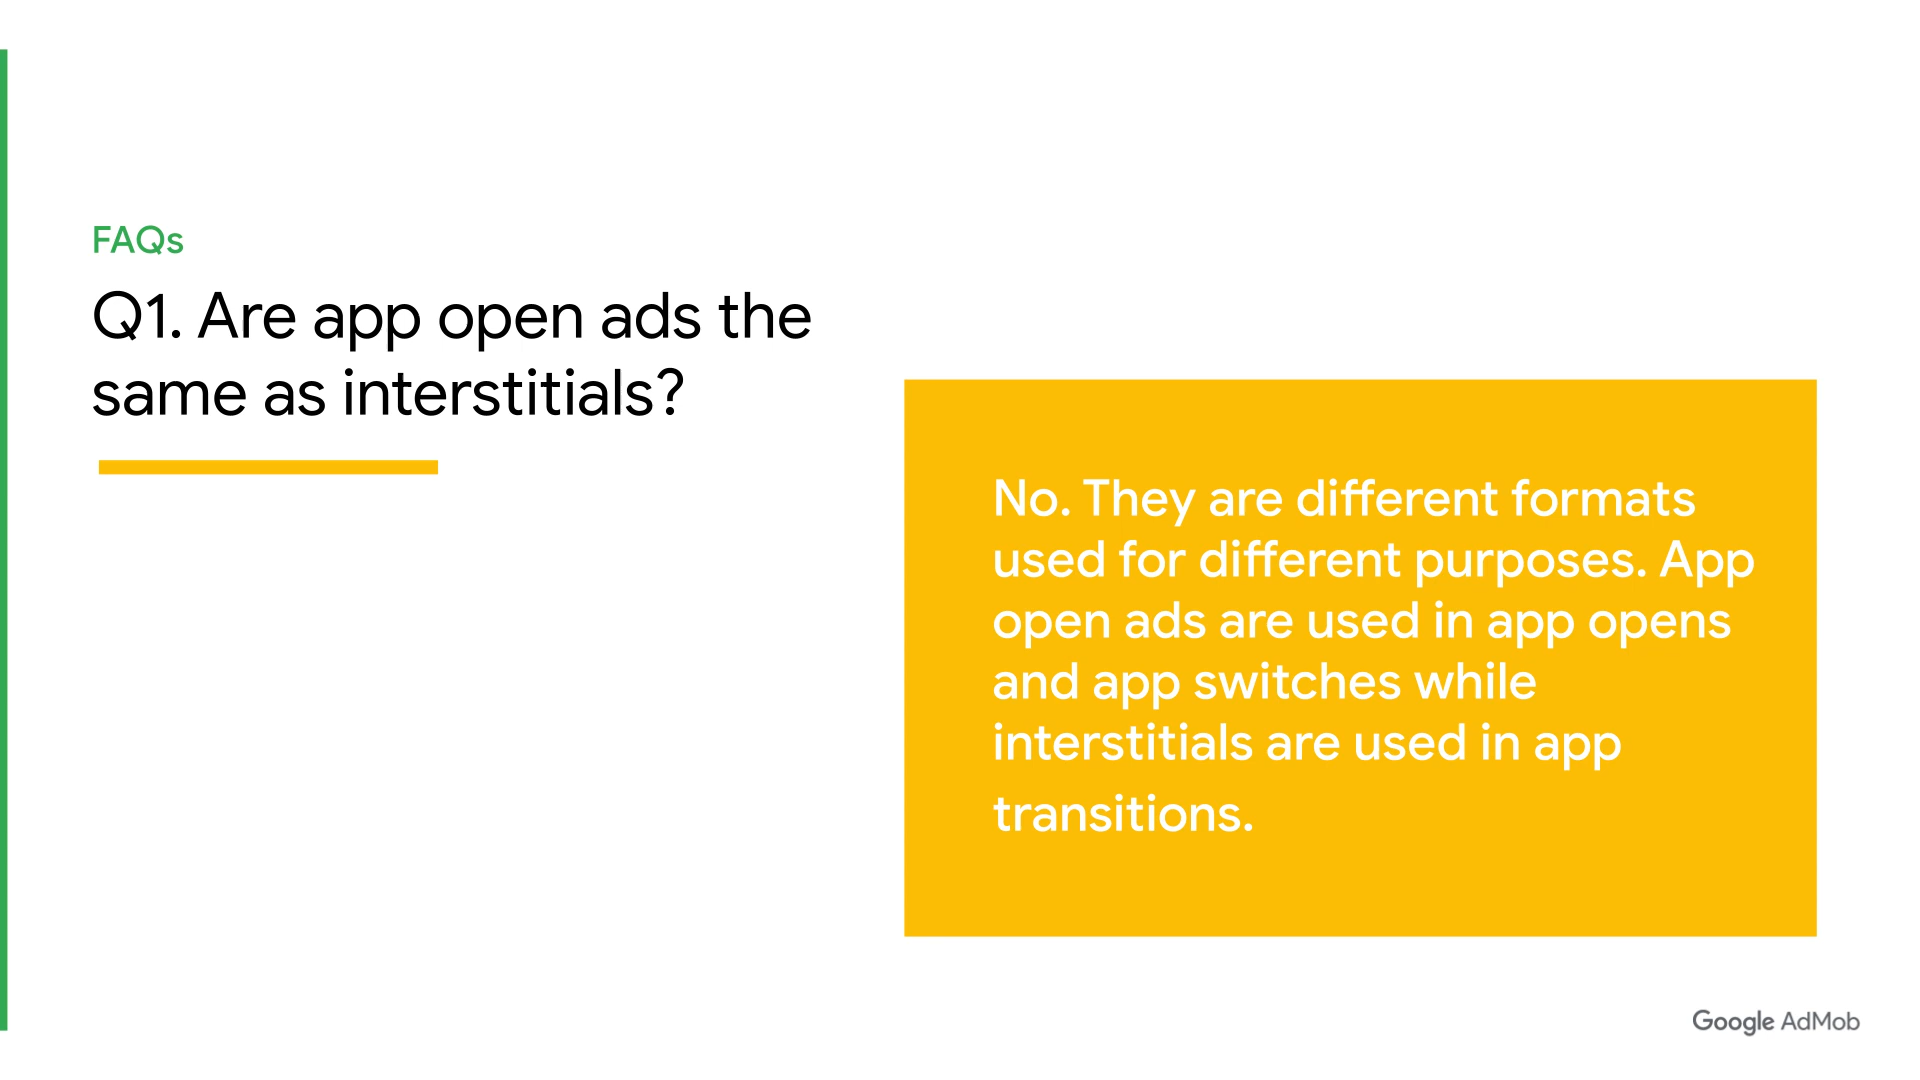 FAQs
Q1. Are app open ads the
same as interstitials?
No. They are different formats
used for different purposes. App
open ads are used in app opens
and app switches while
interstitials are used in app
transitions.
Google AdMob